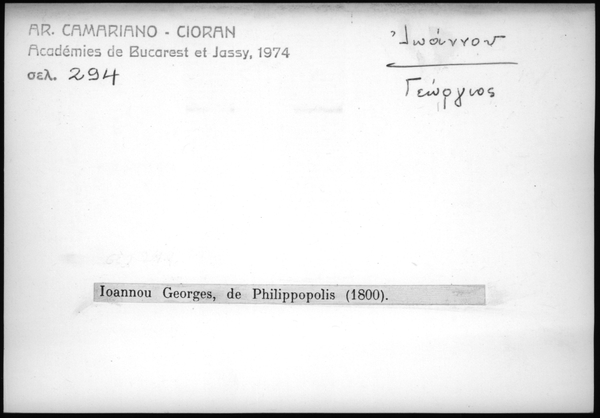 AR. CAMARIANO - CIORAN
Académies de Bucarest et Jassy, 1974
σελ. 294
Ἰωάννου
Γεώργιος
Ioannou Georges, de Philippopolis (1800).